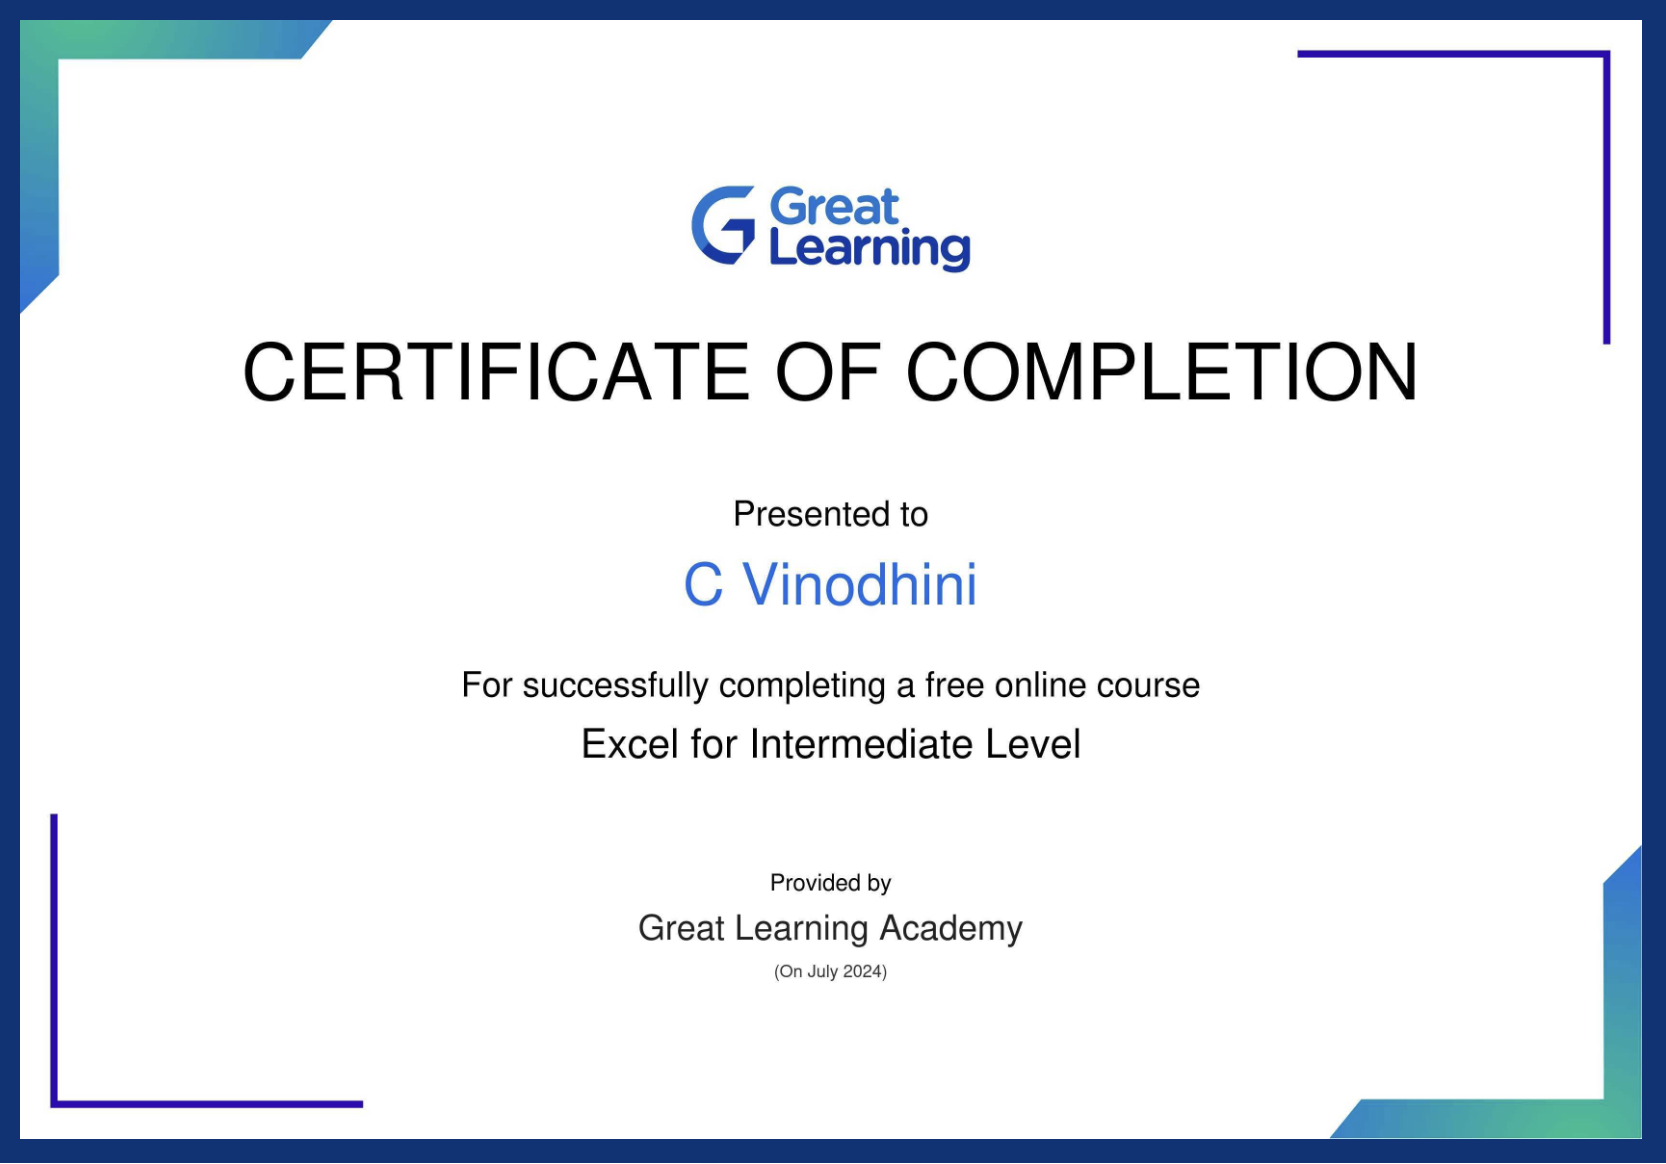 Great
Learning
CERTIFICATE OF COMPLETION
Presented to
C Vinodhini
For successfully completing a free online course
Excel for Intermediate Level
Provided by
Great Learning Academy
(On July 2024)